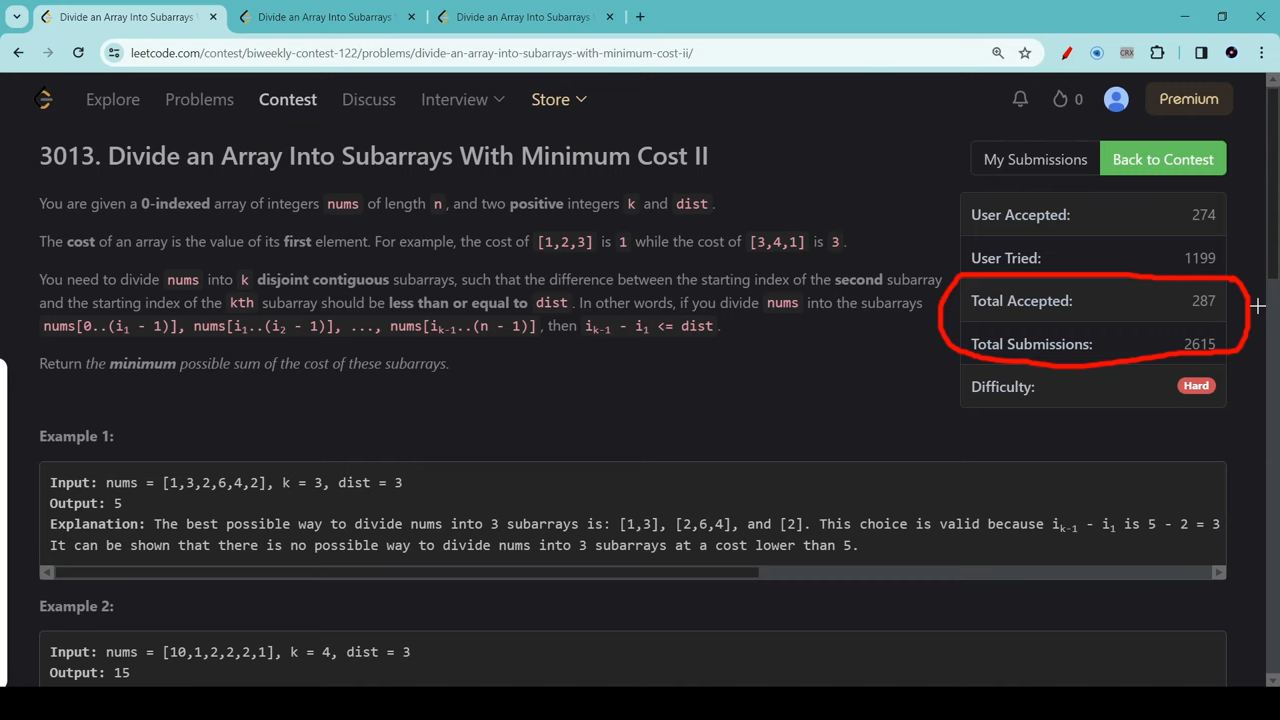 Divide an Array Into Subarrays
Divide an Array Into Subarrays
Divide an Array Into Subarrays
leetcode.com/contest/biweekly-contest-122/problems/divide-an-array-into-subarrays-with-minimum-cost-ii/
CRX
Explore Problems Contest Discuss Interview Store 0 Premium
3013. Divide an Array Into Subarrays With Minimum Cost II
My Submissions Back to Contest
You are given a 0-indexed array of integers nums of length n, and two positive integers k and dist.
The cost of an array is the value of its first element. For example, the cost of [1,2,3] is 1 while the cost of [3,4,1] is 3.
You need to divide nums into k disjoint contiguous subarrays, such that the difference between the starting index of the second subarray
and the starting index of the kth subarray should be less than or equal to dist. In other words, if you divide nums into the subarrays
nums[0..(i1 - 1)], nums[i1..(i2 - 1)], ..., nums[ik-1..(n - 1)], then ik-1 - i1 <= dist.
Return the minimum possible sum of the cost of these subarrays.
User Accepted: 274
User Tried: 1199
Total Accepted: 287
Total Submissions: 2615
Difficulty: Hard
Example 1:
Input: nums = [1,3,2,6,4,2], k = 3, dist = 3
Output: 5
Explanation: The best possible way to divide nums into 3 subarrays is: [1,3], [2,6,4], and [2]. This choice is valid because ik-1 - i1 is 5 - 2 = 3
It can be shown that there is no possible way to divide nums into 3 subarrays at a cost lower than 5.
Example 2:
Input: nums = [10,1,2,2,2,1], k = 4, dist = 3
Output: 15